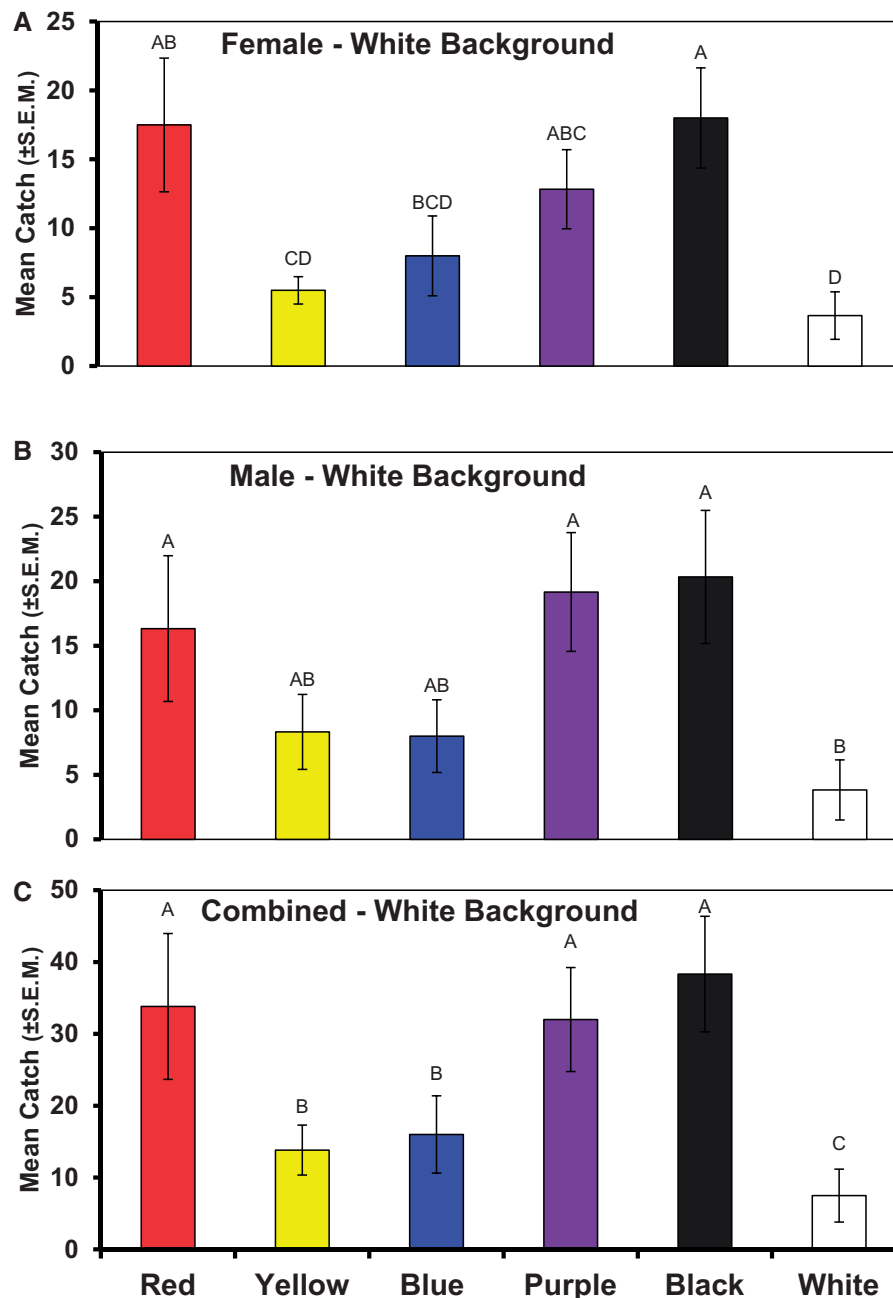 A
Female - White Background
Mean Catch (±S.E.M.)
25
20
15
10
5
0
AB
CD
BCD
ABC
A
D
B
Male - White Background
Mean Catch (±S.E.M.)
30
25
20
15
10
5
0
A
AB
AB
A
A
B
C
Combined - White Background
Mean Catch (±S.E.M.)
50
40
30
20
10
0
A
B
B
A
A
C
Red Yellow Blue Purple Black White